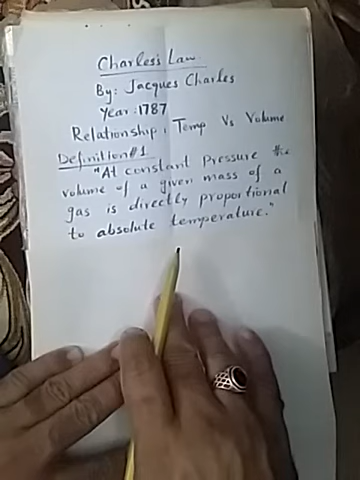 Charles's Law
By: Jacques Charles
Year: 1787
Relationship: Temp Vs Volume
Definition#1
"At constant Pressure the
volume of a given mass of a
gas is directly proportional
to absolute temperature."